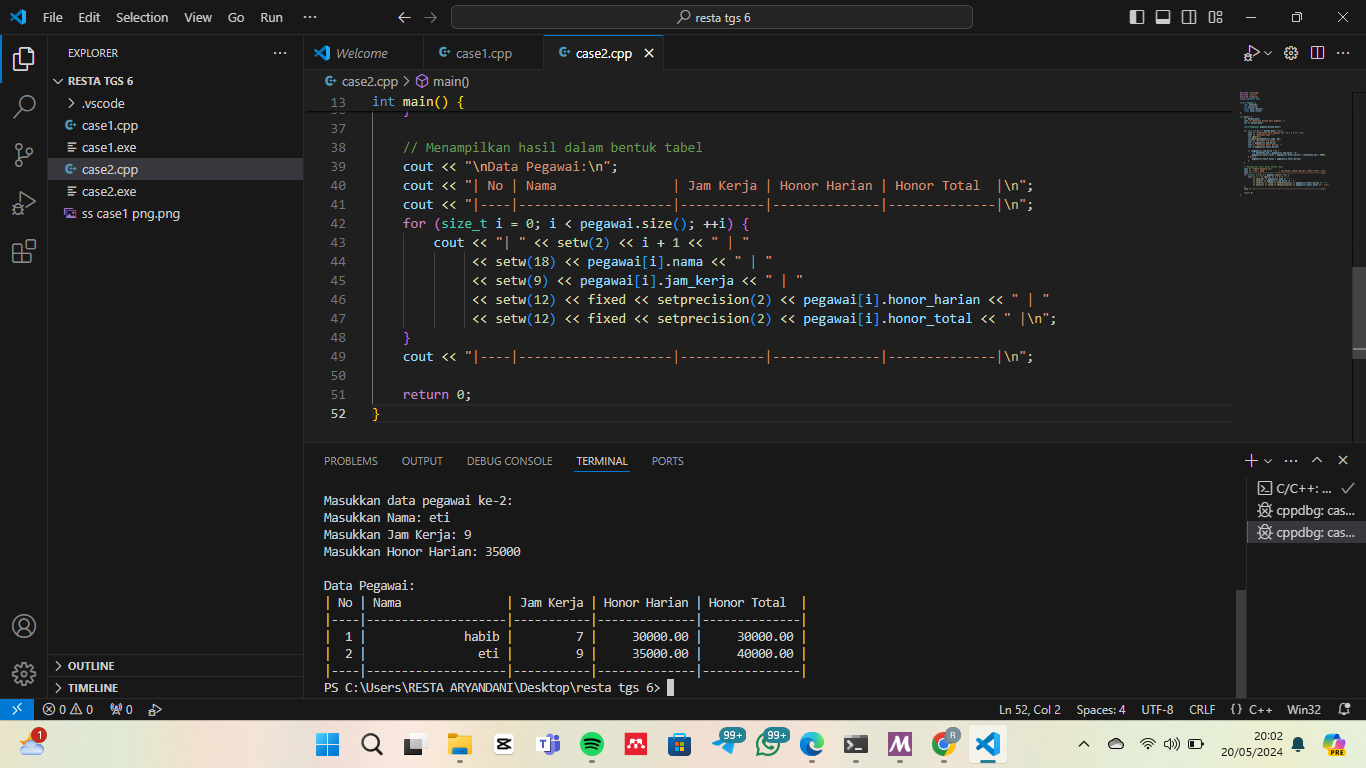 File Edit Selection View Go Run ··· resta tgs 6
EXPLORER ···
RESTA TGS 6
.vscode
case1.cpp
case1.exe
case2.cpp
case2.exe
ss case1 png.png
OUTLINE
TIMELINE
Welcome case1.cpp case2.cpp
case2.cpp > main()
13 int main() {
37
38 // Menampilkan hasil dalam bentuk tabel
39 cout << "\nData Pegawai:\n";
40 cout << "| No | Nama               | Jam Kerja | Honor Harian | Honor Total  |\n";
41 cout << "|----|--------------------|-----------|--------------|--------------|\n";
42 for (size_t i = 0; i < pegawai.size(); ++i) {
43 cout << "| " << setw(2) << i + 1 << " | "
44 << setw(18) << pegawai[i].nama << " | "
45 << setw(9) << pegawai[i].jam_kerja << " | "
46 << setw(12) << fixed << setprecision(2) << pegawai[i].honor_harian << " | "
47 << setw(12) << fixed << setprecision(2) << pegawai[i].honor_total << " |\n";
48 }
49 cout << "|----|--------------------|-----------|--------------|--------------|\n";
50
51 return 0;
52 }
PROBLEMS OUTPUT DEBUG CONSOLE TERMINAL PORTS
Masukkan data pegawai ke-2:
Masukkan Nama: eti
Masukkan Jam Kerja: 9
Masukkan Honor Harian: 35000
Data Pegawai:
| No | Nama               | Jam Kerja | Honor Harian | Honor Total  |
|----|--------------------|-----------|--------------|--------------|
|  1 |              habib |         7 |     30000.00 |     30000.00 |
|  2 |                eti |         9 |     35000.00 |     40000.00 |
|----|--------------------|-----------|--------------|--------------|
PS C:\Users\RESTA ARYANDANI\Desktop\resta tgs 6>
C/C++: ...
cppdbg: cas...
cppdbg: cas...
0 0 0 Ln 52, Col 2 Spaces: 4 UTF-8 CRLF {} C++ Win32
1 99+ 99+ R 20:02 PRE
20/05/2024